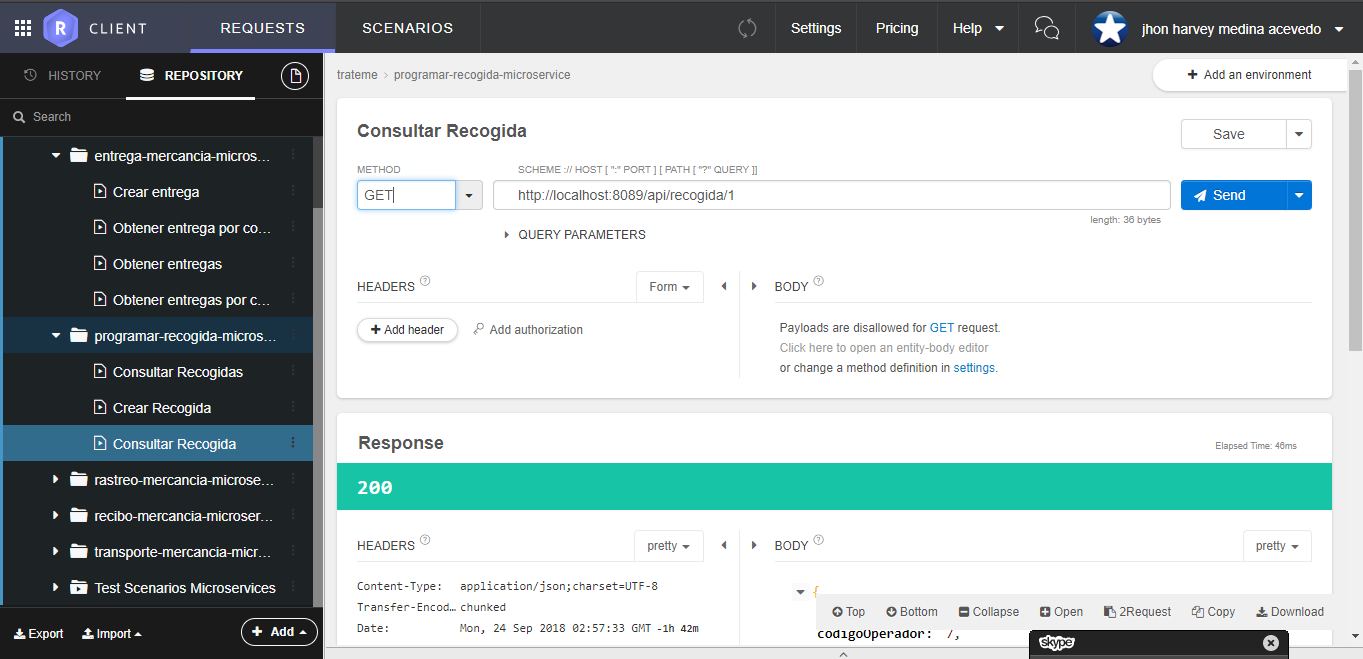 R CLIENT REQUESTS SCENARIOS Settings Pricing Help jhon harvey medina acevedo
HISTORY REPOSITORY
Search
entrega-mercancia-micros...
Crear entrega
Obtener entrega por co...
Obtener entregas
Obtener entregas por c...
programar-recogida-micros...
Consultar Recogidas
Crear Recogida
Consultar Recogida
rastreo-mercancia-microse...
recibo-mercancia-microser...
transporte-mercancia-micr...
Test Scenarios Microservices
Export Import + Add
trateme › programar-recogida-microservice
+ Add an environment
Consultar Recogida
Save
METHOD SCHEME :// HOST [ ":" PORT ] [ PATH [ "?" QUERY ]]
GET http://localhost:8089/api/recogida/1 Send
length: 36 bytes
QUERY PARAMETERS
HEADERS ? Form BODY ?
+ Add header Add authorization
Payloads are disallowed for GET request.
Click here to open an entity-body editor
or change a method definition in settings.
Response
Elapsed Time: 46ms
200
HEADERS ? pretty BODY ? pretty
Content-Type: application/json;charset=UTF-8
Transfer-Encod… chunked
Date: Mon, 24 Sep 2018 02:57:33 GMT -1h 42m
{
Top Bottom Collapse Open 2Request Copy Download
codigoOperador: 7,
skype